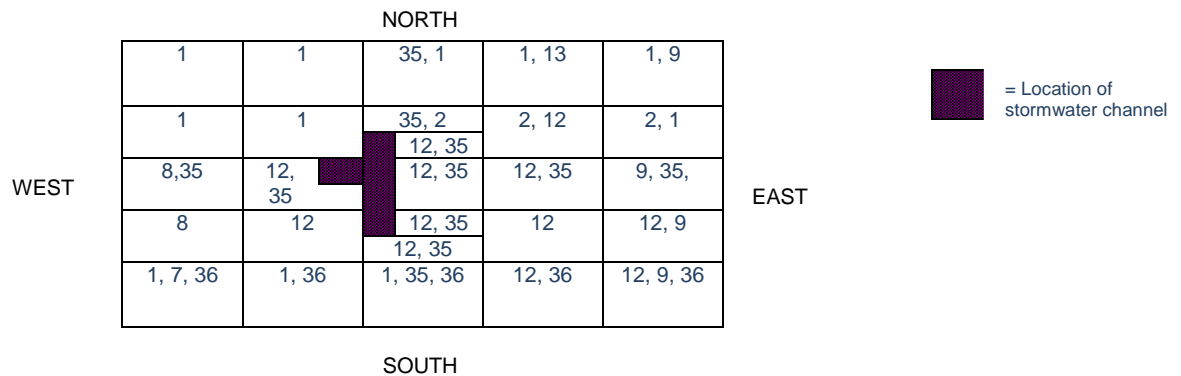 NORTH
1 1 35, 1 1, 13 1, 9
= Location of
stormwater channel
1 1 35, 2 2, 12 2, 1
12, 35
WEST
8,35 12, 12, 35 12, 35 9, 35,
35
EAST
8 12 12, 35 12 12, 9
12, 35
1, 7, 36 1, 36 1, 35, 36 12, 36 12, 9, 36
SOUTH